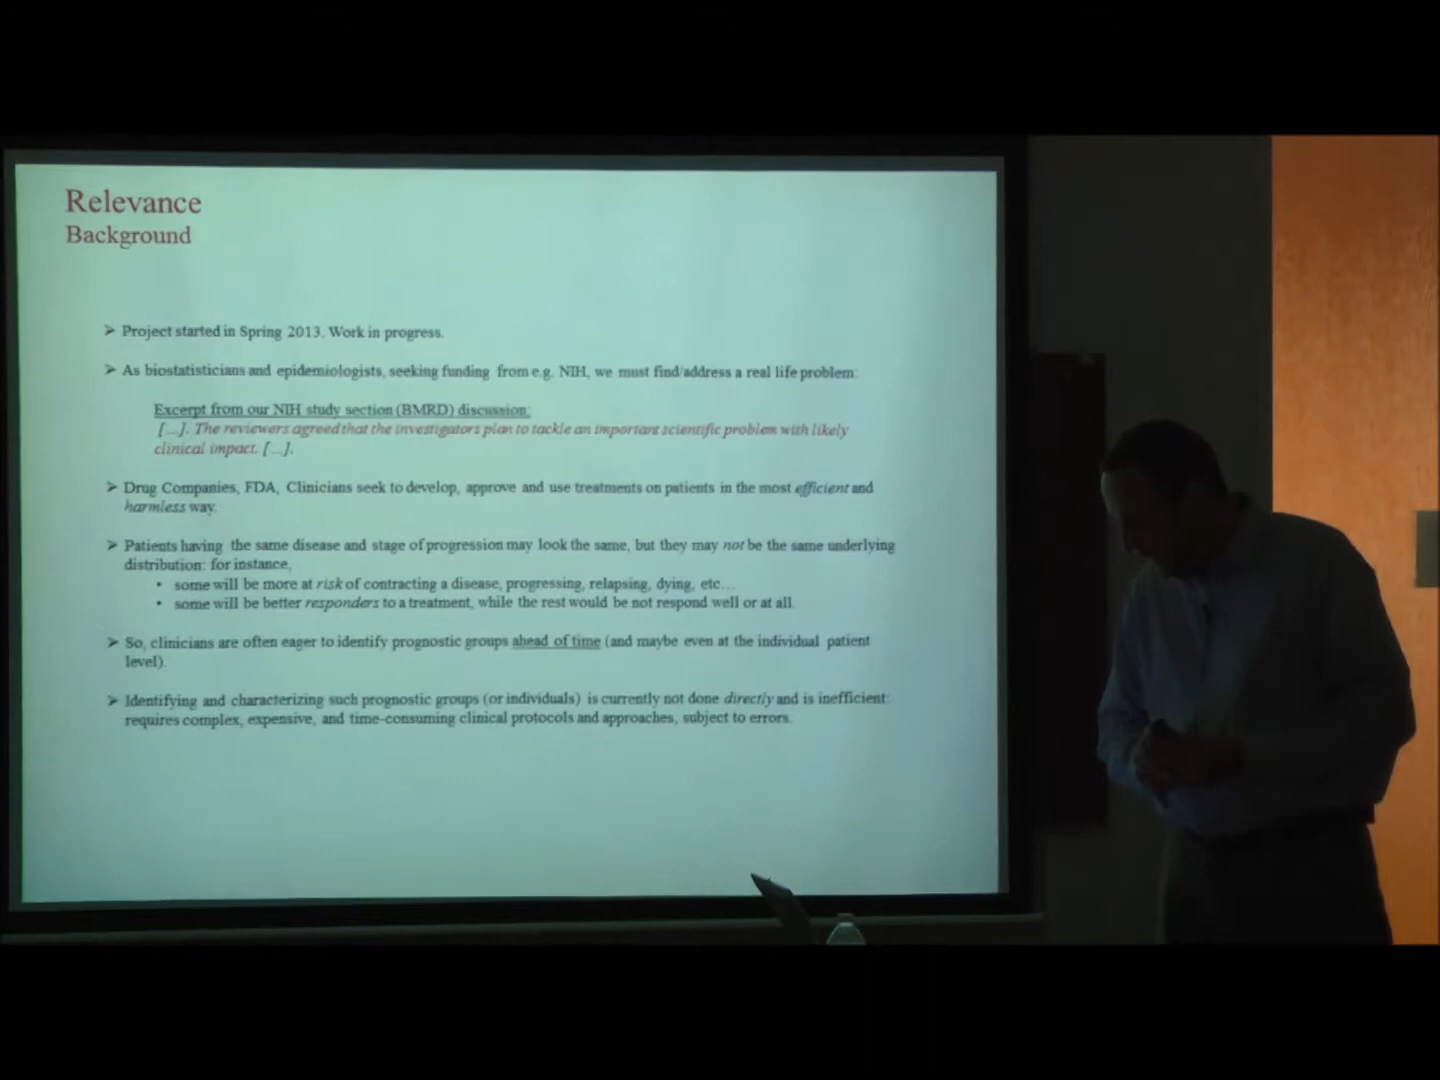 Relevance
Background
➢ Project started in Spring 2013. Work in progress.
➢ As biostatisticians and epidemiologists, seeking funding from e.g. NIH, we must find/address a real life problem:
Excerpt from our NIH study section (BMRD) discussion:
[…]. The reviewers agreed that the investigators plan to tackle an important scientific problem with likely
clinical impact. […].
➢ Drug Companies, FDA, Clinicians seek to develop, approve and use treatments on patients in the most efficient and
harmless way.
➢ Patients having the same disease and stage of progression may look the same, but they may not be the same underlying
distribution: for instance,
• some will be more at risk of contracting a disease, progressing, relapsing, dying, etc…
• some will be better responders to a treatment, while the rest would be not respond well or at all.
➢ So, clinicians are often eager to identify prognostic groups ahead of time (and maybe even at the individual patient
level).
➢ Identifying and characterizing such prognostic groups (or individuals) is currently not done directly and is inefficient:
requires complex, expensive, and time-consuming clinical protocols and approaches, subject to errors.